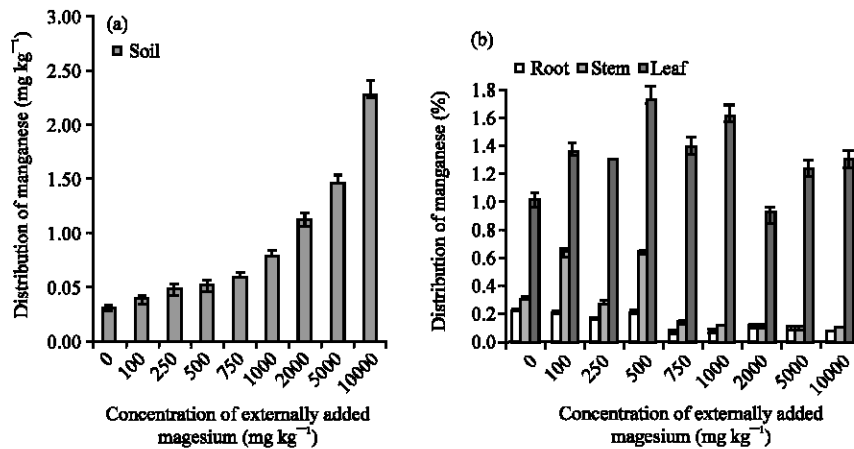 (a)
Soil
3.00
2.50
2.00
1.50
1.00
0.05
0.00
Distribution of manganese (mg kg⁻¹)
0 100 250 500 750 1000 2000 5000 10000
Concentration of externally added
magesium (mg kg⁻¹)
(b)
Root Stem Leaf
1.8
1.6
1.4
1.2
1.0
0.8
0.6
0.4
0.2
0.0
Distribution of manganese (%)
0 100 250 500 750 1000 2000 5000 10000
Concentration of externally added
magesium (mg kg⁻¹)